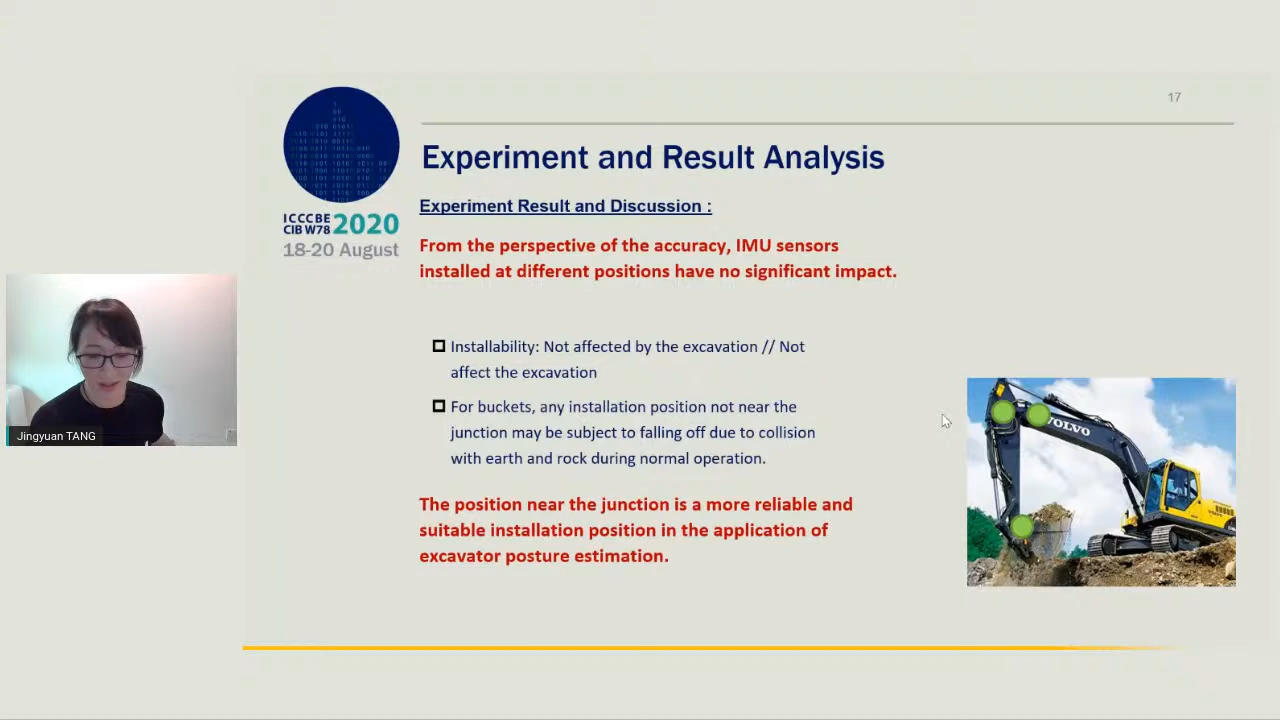 17
ICCCBE
CIB W78
2020
18-20 August
Experiment and Result Analysis
Experiment Result and Discussion :
From the perspective of the accuracy, IMU sensors
installed at different positions have no significant impact.
Installability: Not affected by the excavation // Not
affect the excavation
For buckets, any installation position not near the
junction may be subject to falling off due to collision
with earth and rock during normal operation.
The position near the junction is a more reliable and
suitable installation position in the application of
excavator posture estimation.
VOLVO
Jingyuan TANG